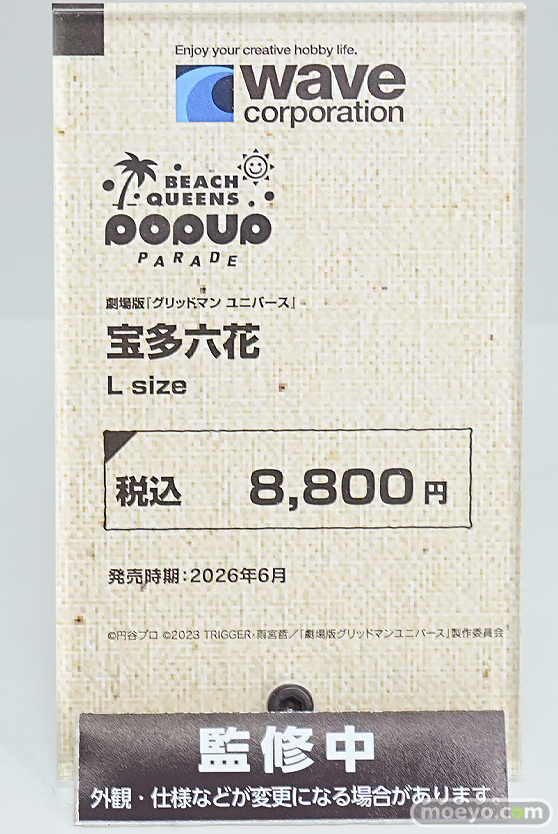 Enjoy your creative hobby life.
wave
corporation
BEACH
QUEENS
POPUP
PARADE
劇場版『グリッドマン ユニバース』
宝多六花
L size
税込 8,800 円
発売時期：2026年6月
©円谷プロ ©2023 TRIGGER・雨宮哲／「劇場版グリッドマンユニバース」製作委員会
監修中
外観・仕様などが変更になる場合があります。
moeyo.com